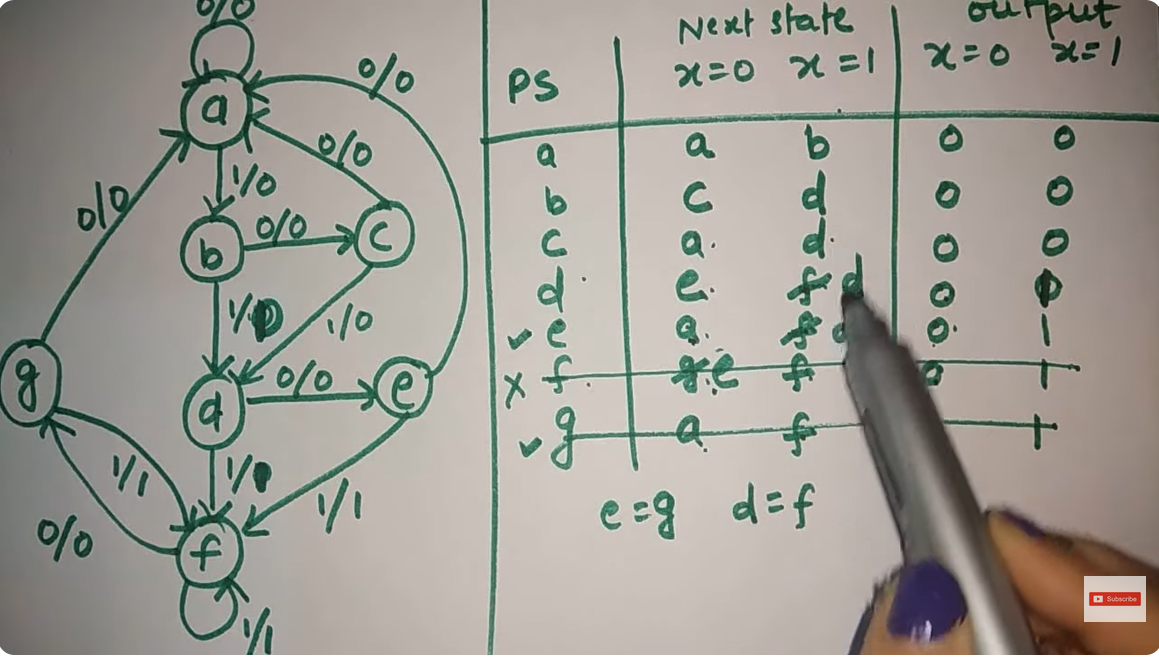 0/0
a
0/0
0/0
0/0
1/0
b
0/0
c
1/0
g
d
0/0
e
1/1
0/0
1/1
f
1/1
Next state output
PS x=0 x=1 x=0 x=1
a a b 0 0
b c d 0 0
c a. d. 0 0
d. e. f d 0
✓ e a. 0. 1
x f. g.e f 0 1
✓ g a f 1
e=g d=f
Subscribe